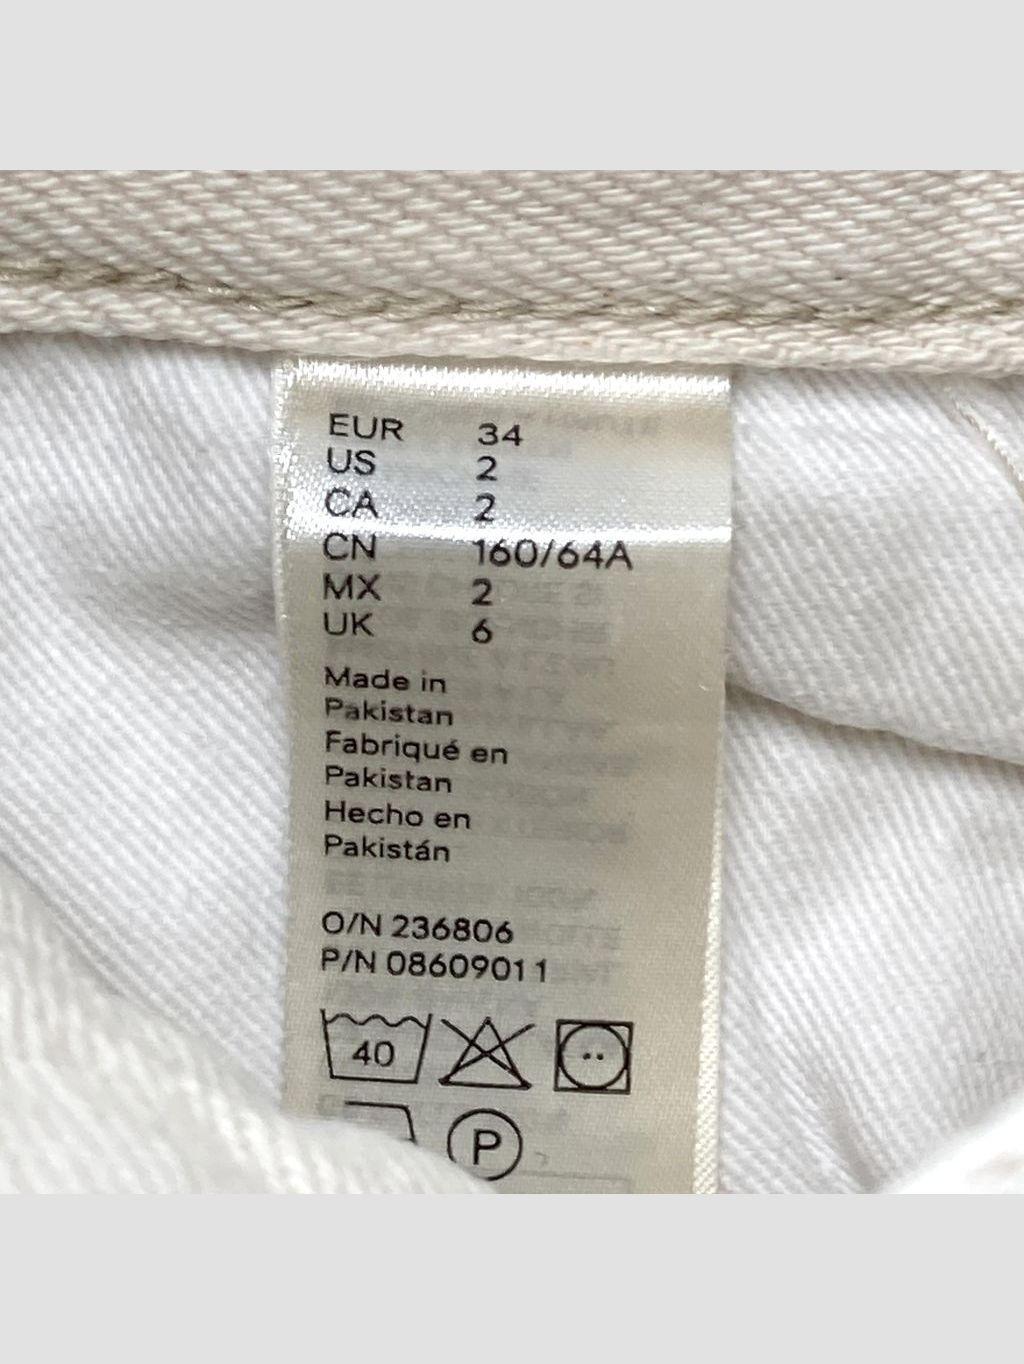 EUR 34
US 2
CA 2
CN 160/64A
MX 2
UK 6
Made in
Pakistan
Fabriqué en
Pakistan
Hecho en
Pakistán
O/N 236806
P/N 08609011
40
P